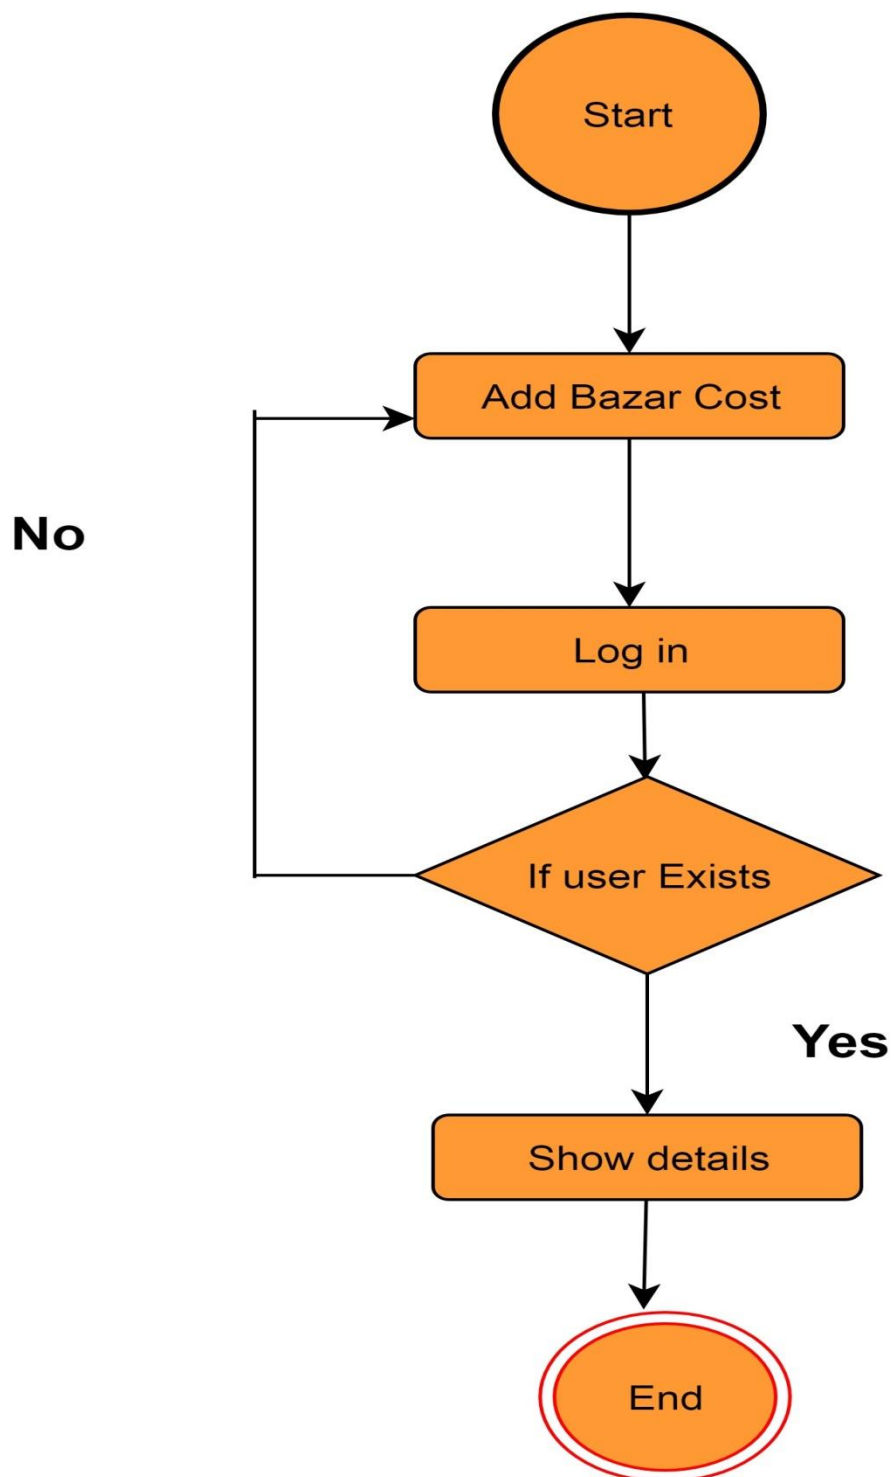 Start
Add Bazar Cost
No
Log in
If user Exists
Yes
Show details
End